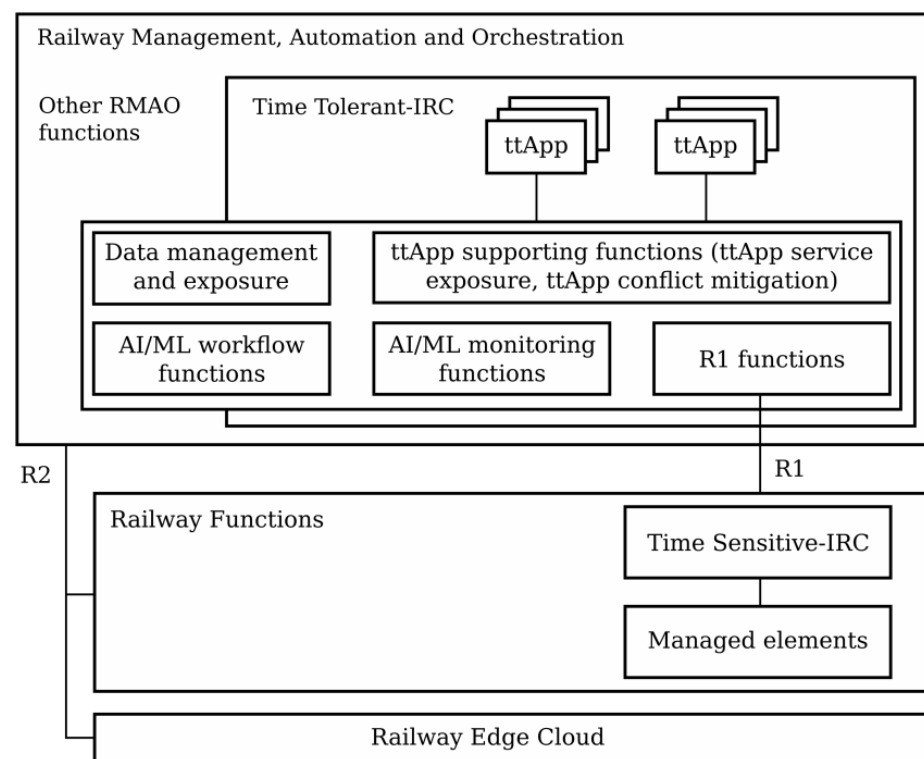 Railway Management, Automation and Orchestration
Other RMAO
functions
Time Tolerant-IRC
ttApp
ttApp
Data management
and exposure
ttApp supporting functions (ttApp service
exposure, ttApp conflict mitigation)
AI/ML workflow
functions
AI/ML monitoring
functions
R1 functions
R2
R1
Railway Functions
Time Sensitive-IRC
Managed elements
Railway Edge Cloud